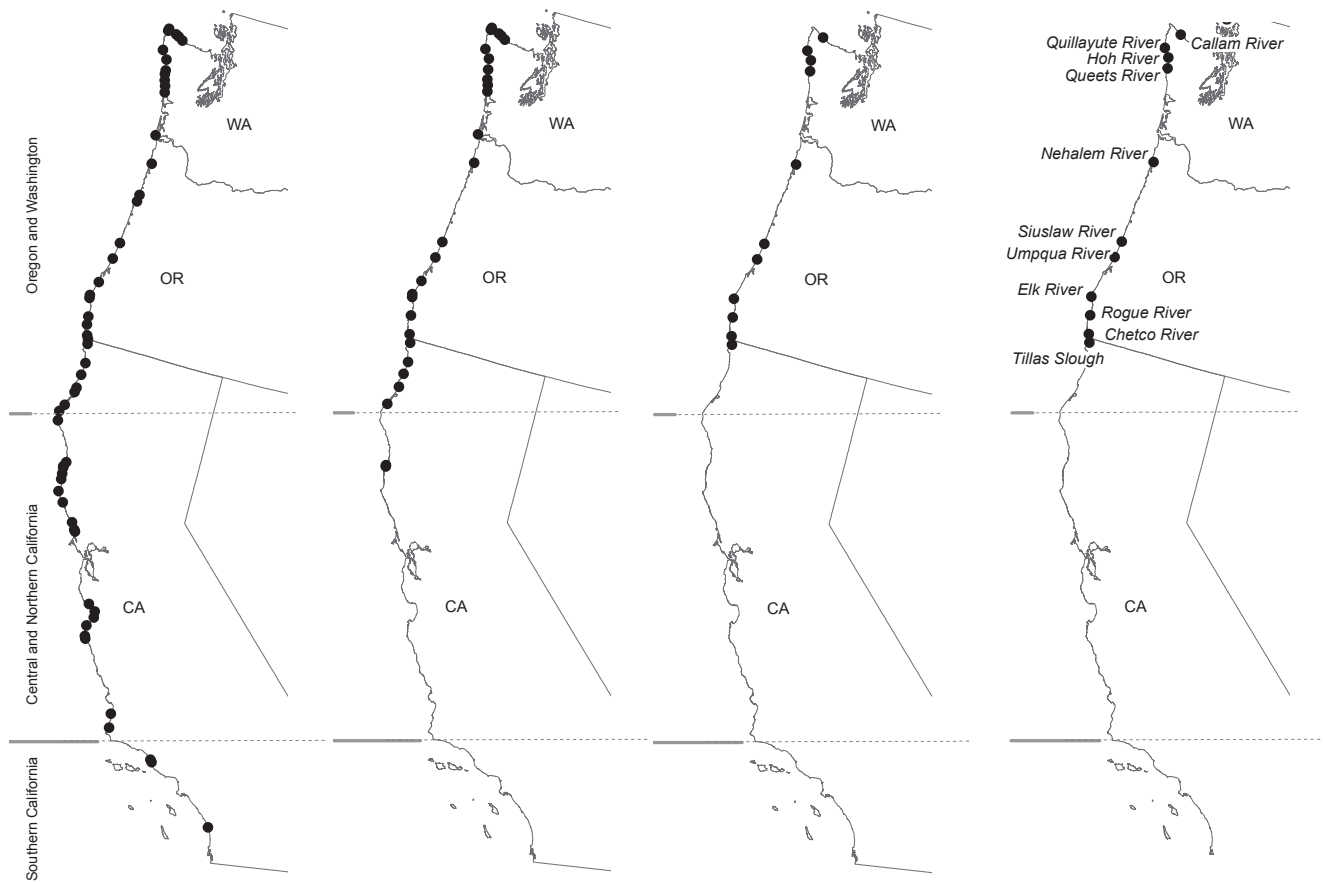 Oregon and Washington
Central and Northern California
Southern California
WA
OR
CA
WA
OR
CA
WA
OR
CA
Quillayute River
Callam River
Hoh River
Queets River
WA
Nehalem River
Siuslaw River
Umpqua River
OR
Elk River
Rogue River
Chetco River
Tillas Slough
CA